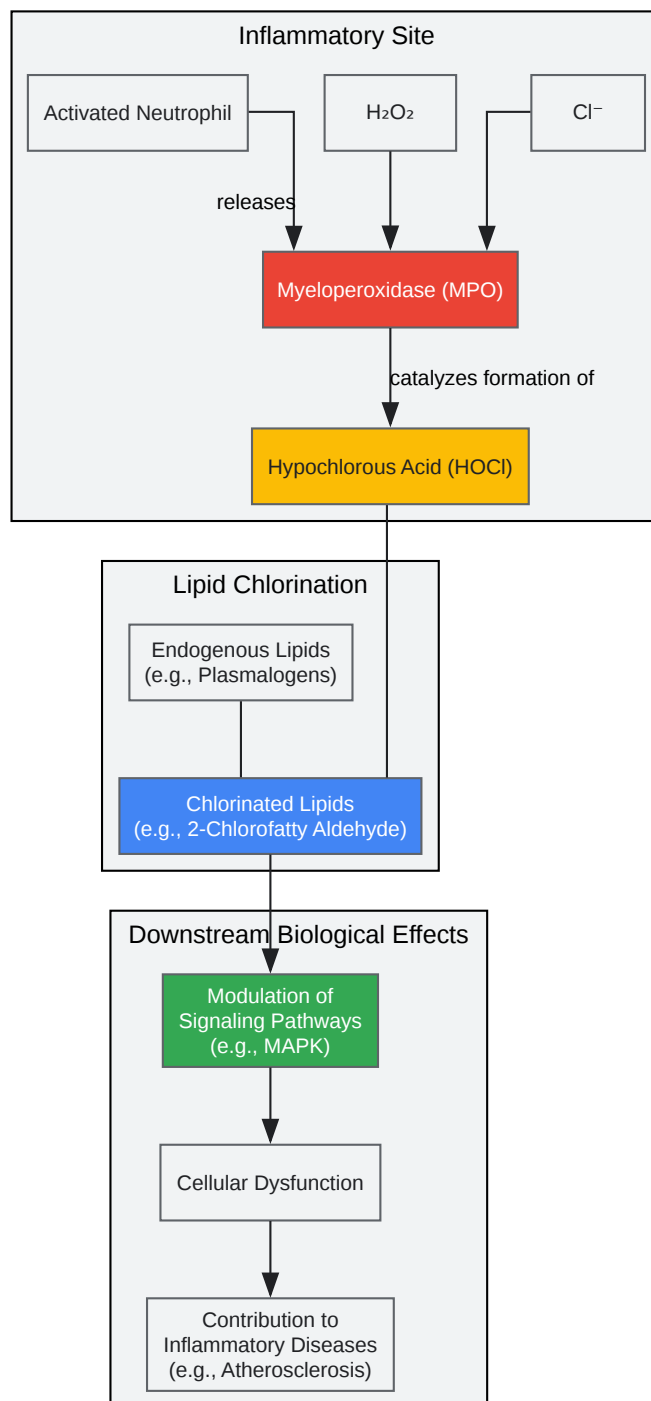 Inflammatory Site
Activated Neutrophil
H₂O₂
Cl⁻
releases
Myeloperoxidase (MPO)
catalyzes formation of
Hypochlorous Acid (HOCl)
Lipid Chlorination
Endogenous Lipids
(e.g., Plasmalogens)
Chlorinated Lipids
(e.g., 2-Chlorofatty Aldehyde)
Downstream Biological Effects
Modulation of
Signaling Pathways
(e.g., MAPK)
Cellular Dysfunction
Contribution to
Inflammatory Diseases
(e.g., Atherosclerosis)